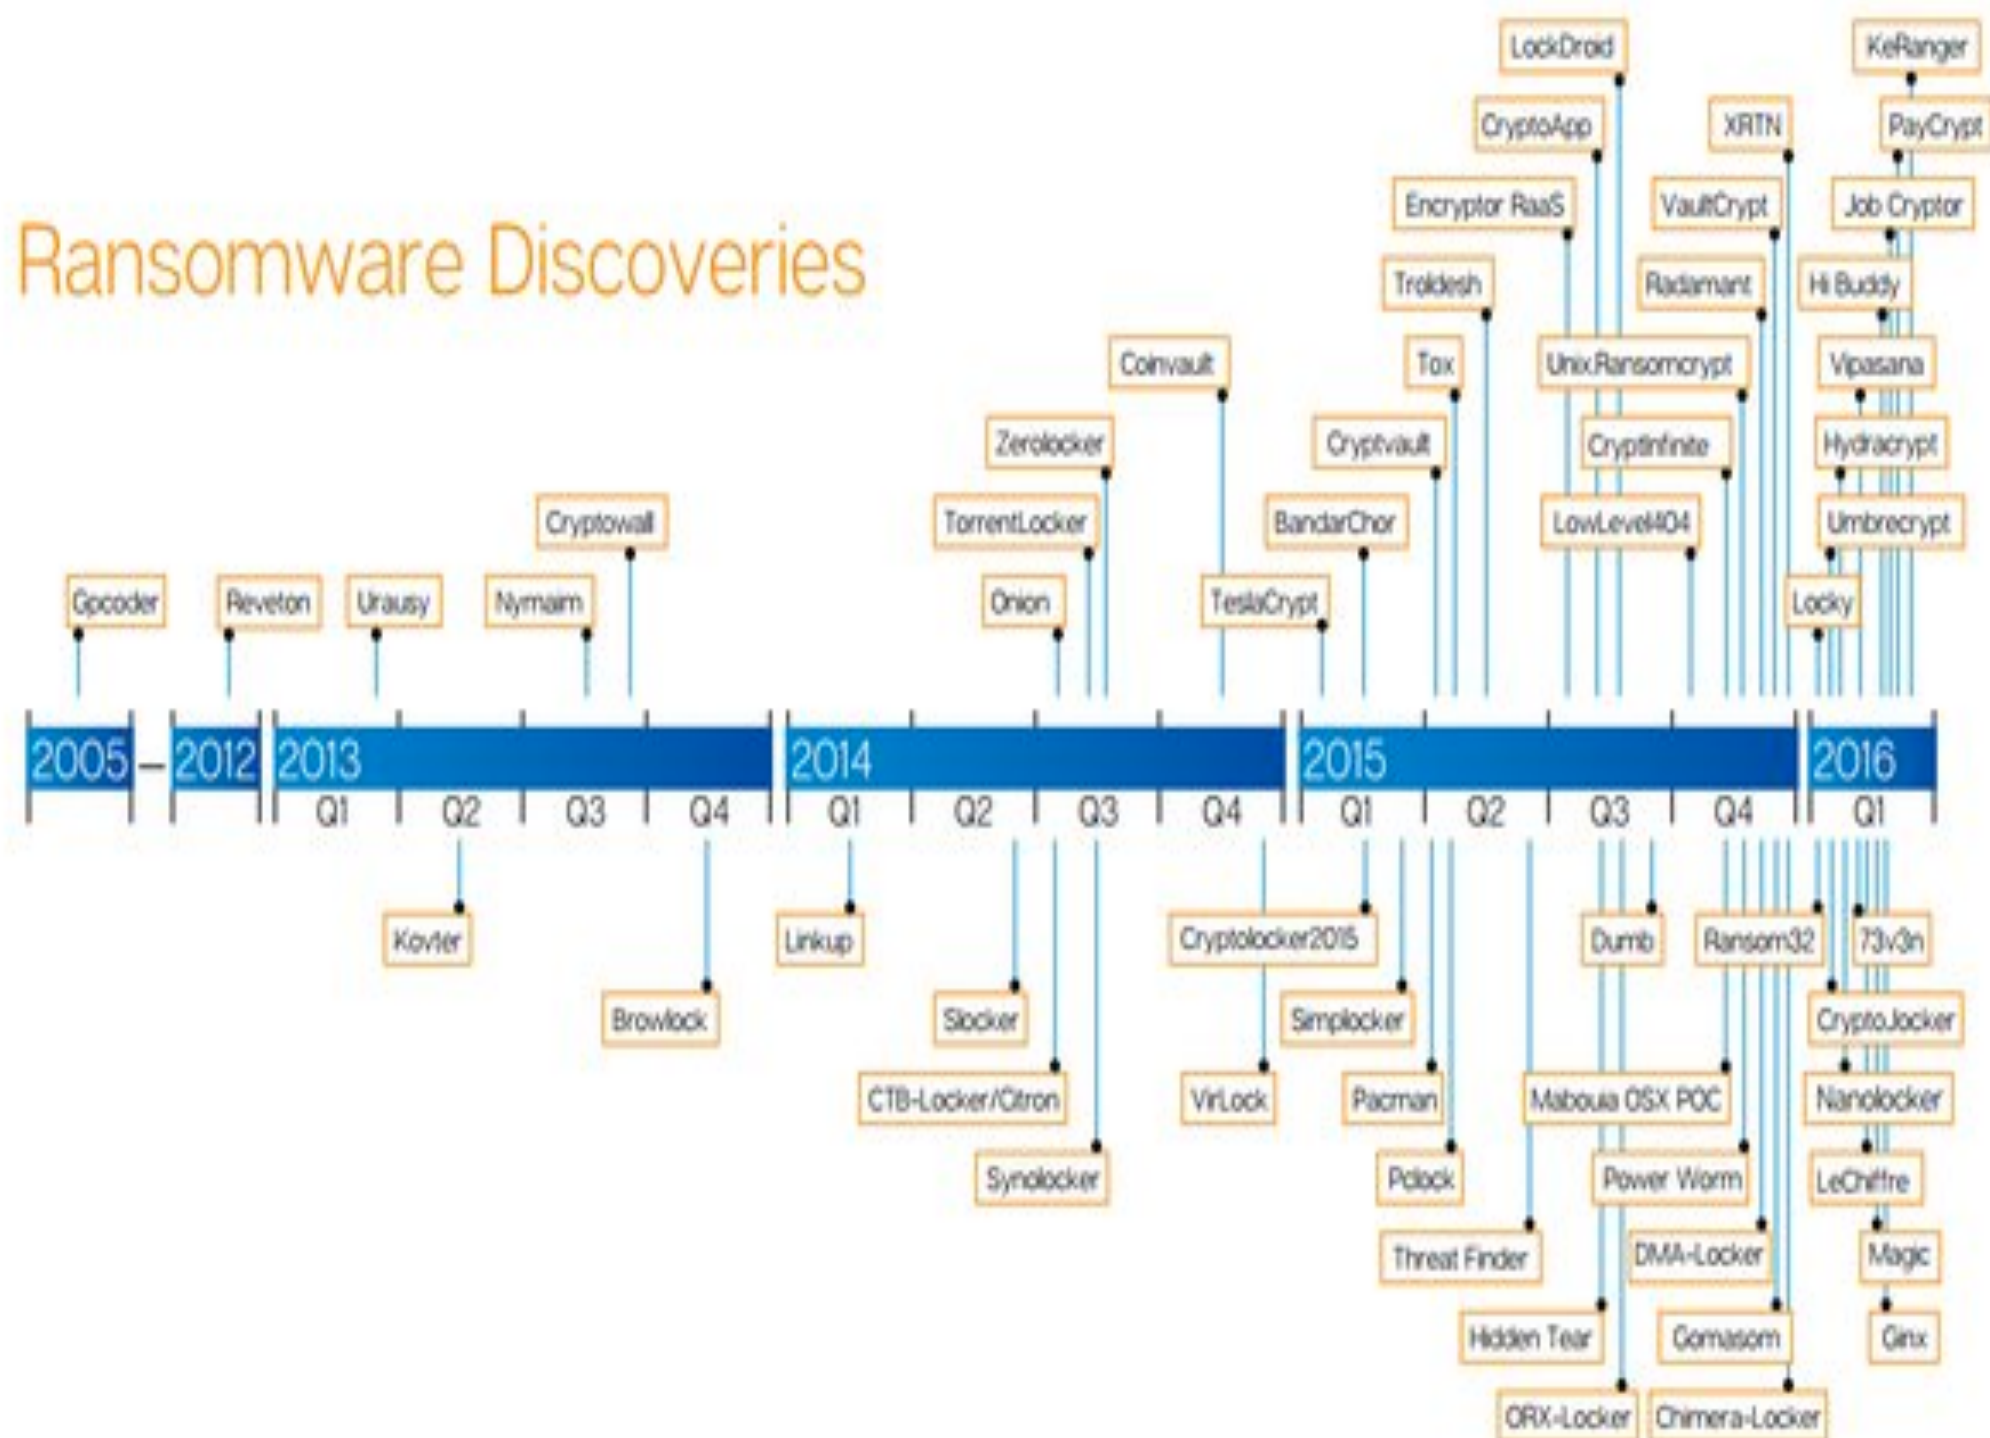 LockDroid
KeRanger
CryptoApp
XRTN
PayCrypt
Encryptor RaaS
VaultCrypt
Job Cryptor
Ransomware Discoveries
Troldesh
Radamant
Hi Buddy
Coinvault
Tox
Unix.Ransomcrypt
Vipasana
Zerolocker
Cryptvault
CryptInfinite
Hydracrypt
Cryptowall
TorrentLocker
BandarChor
LowLevel404
Umbrecrypt
Gpcoder
Reveton
Urausy
Nymaim
Onion
TeslaCrypt
Locky
2005 – 2012 2013 2014 2015 2016
Q1 Q2 Q3 Q4 Q1 Q2 Q3 Q4 Q1 Q2 Q3 Q4 Q1
Kovter
Linkup
Cryptolocker2015
Dumb
Ransom32
73v3n
Browlock
Slocker
Simplocker
CryptoJocker
CTB-Locker/Citron
VirLock
Pacman
Mabouia OSX POC
Nanolocker
Synolocker
Pclock
Power Worm
LeChiffre
Threat Finder
DMA-Locker
Magic
Hidden Tear
Gomasom
Ginx
ORX-Locker
Chimera-Locker